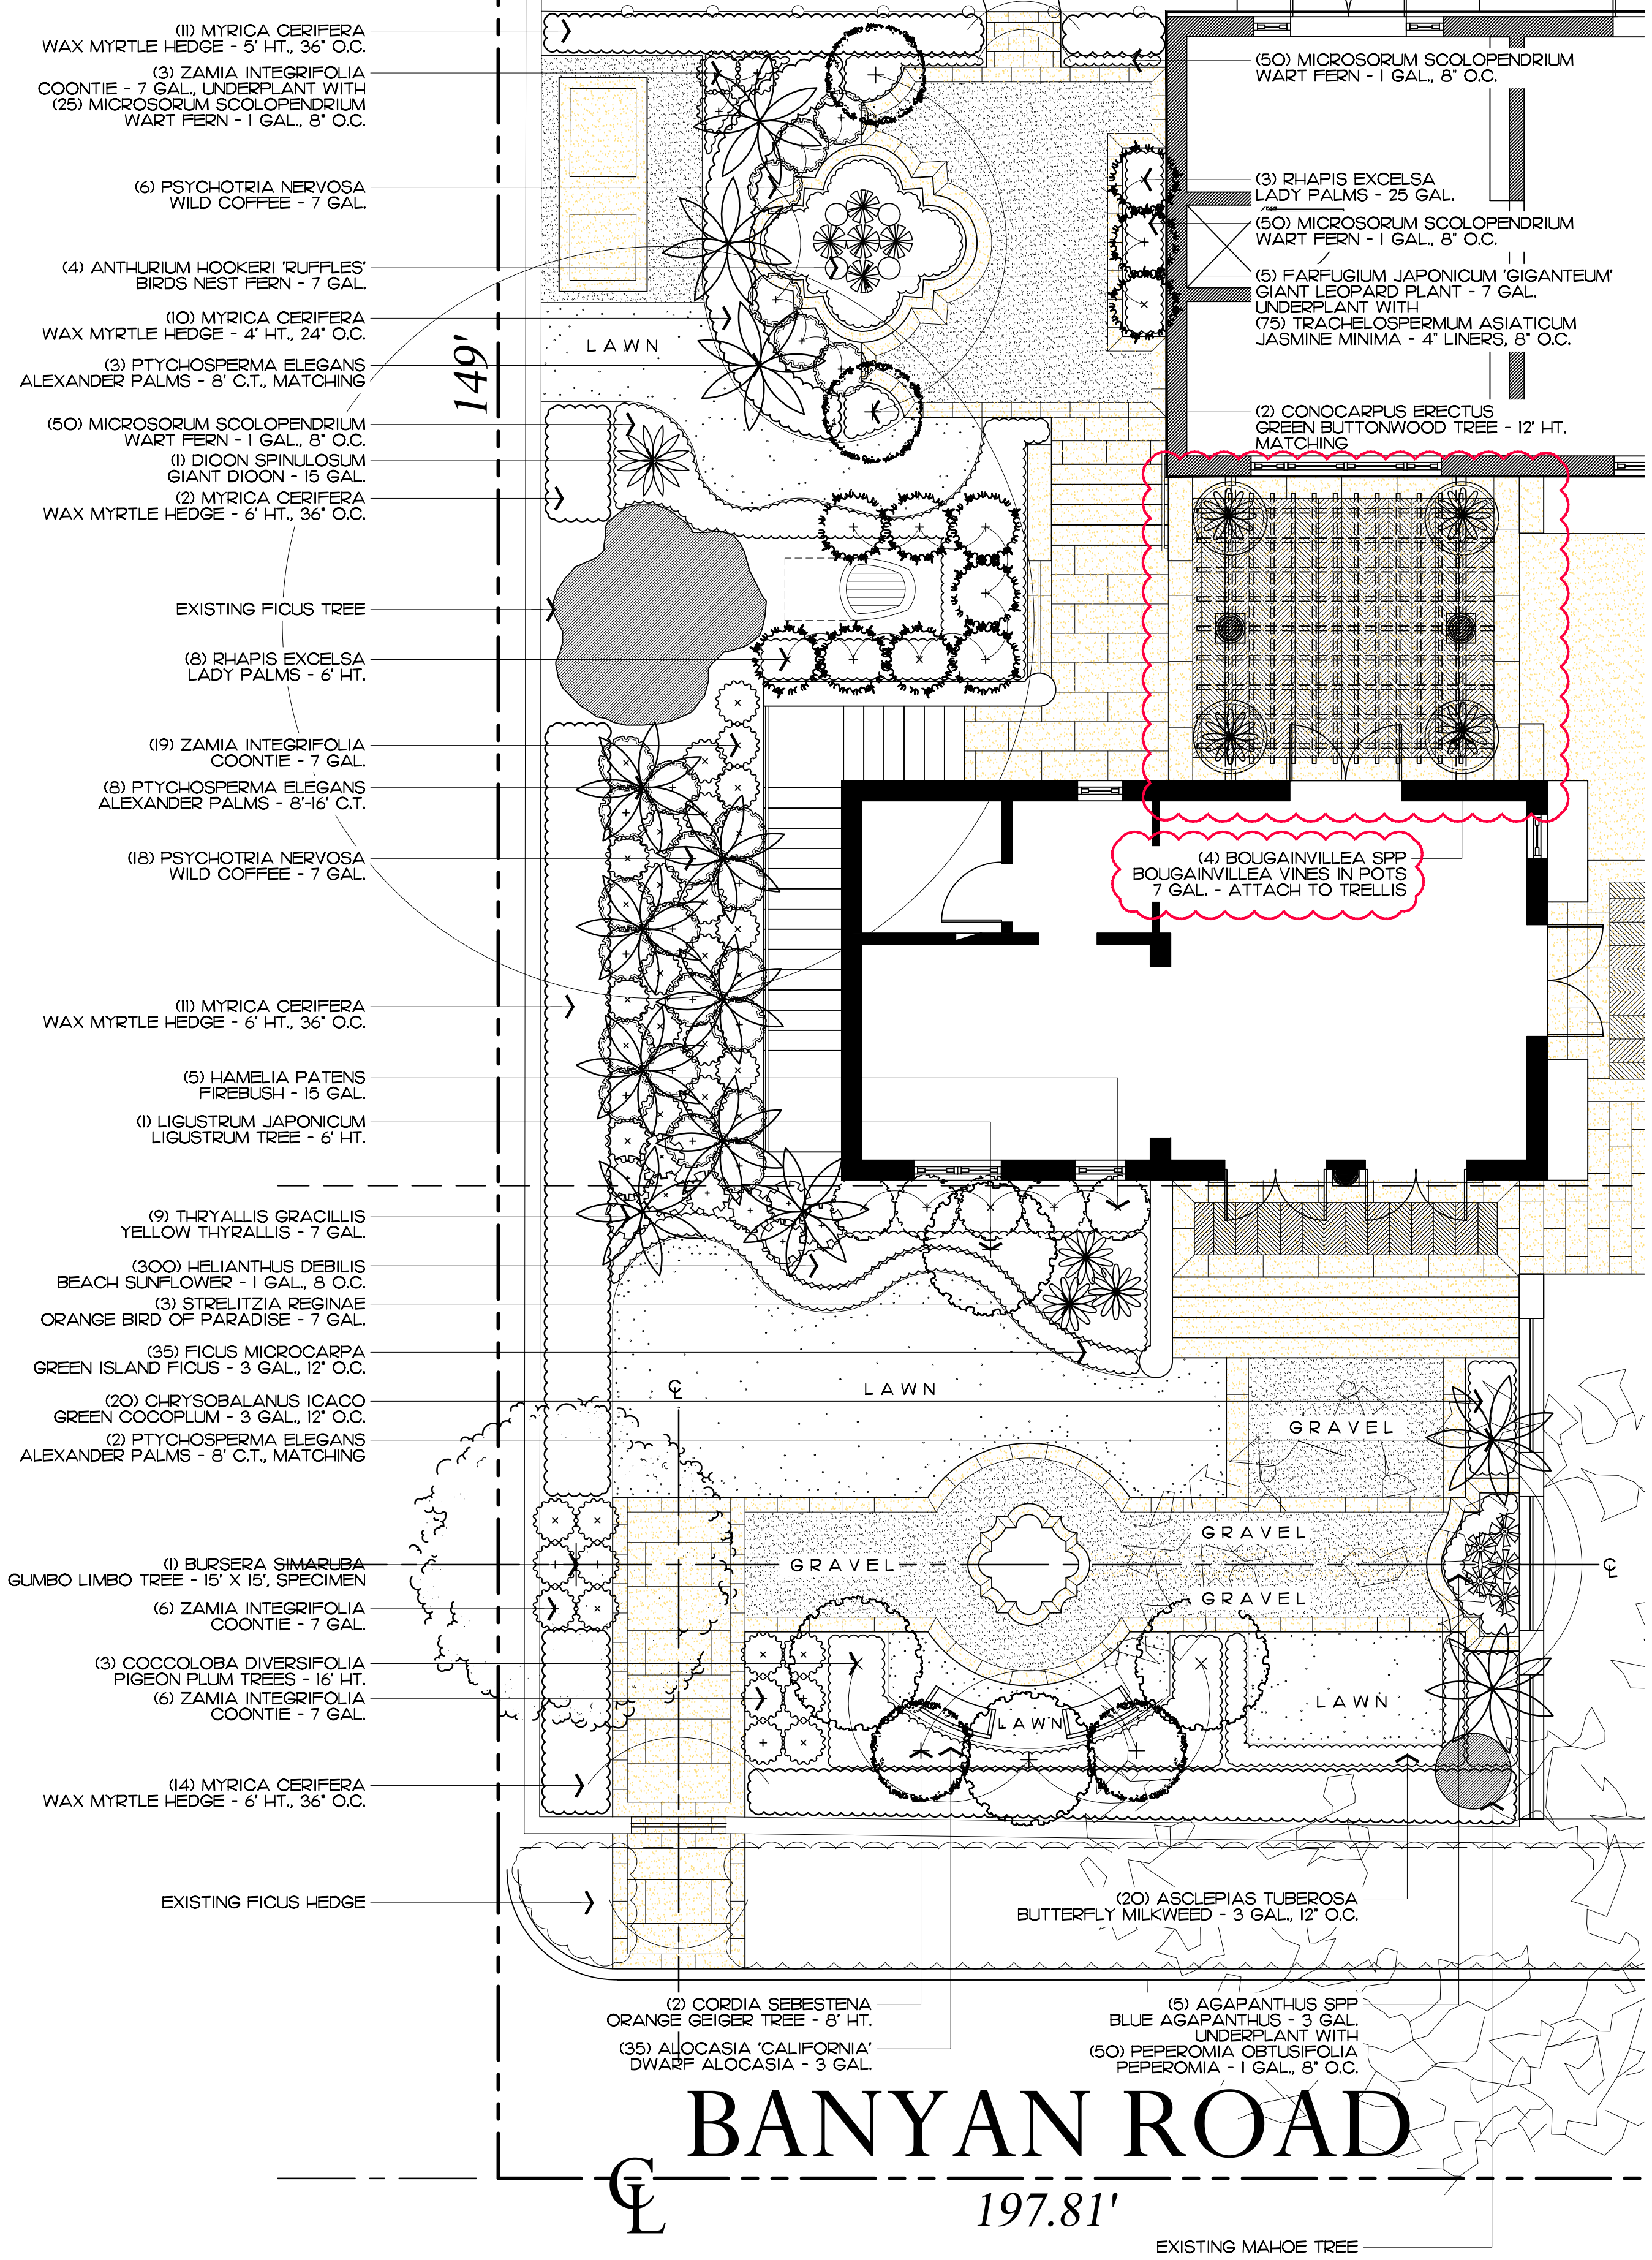 (11) MYRICA CERIFERA
WAX MYRTLE HEDGE - 5' HT., 36" O.C.
(3) ZAMIA INTEGRIFOLIA
COONTIE - 7 GAL., UNDERPLANT WITH
(25) MICROSORUM SCOLOPENDRIUM
WART FERN - 1 GAL., 8" O.C.
(6) PSYCHOTRIA NERVOSA
WILD COFFEE - 7 GAL.
(4) ANTHURIUM HOOKERI 'RUFFLES'
BIRDS NEST FERN - 7 GAL.
(10) MYRICA CERIFERA
WAX MYRTLE HEDGE - 4' HT., 24" O.C.
(3) PTYCHOSPERMA ELEGANS
ALEXANDER PALMS - 8' C.T., MATCHING
(50) MICROSORUM SCOLOPENDRIUM
WART FERN - 1 GAL., 8" O.C.
(1) DIOON SPINULOSUM
GIANT DIOON - 15 GAL.
(2) MYRICA CERIFERA
WAX MYRTLE HEDGE - 6' HT., 36" O.C.
EXISTING FICUS TREE
(8) RHAPIS EXCELSA
LADY PALMS - 6' HT.
(19) ZAMIA INTEGRIFOLIA
COONTIE - 7 GAL.
(8) PTYCHOSPERMA ELEGANS
ALEXANDER PALMS - 8'-16' C.T.
(18) PSYCHOTRIA NERVOSA
WILD COFFEE - 7 GAL.
(11) MYRICA CERIFERA
WAX MYRTLE HEDGE - 6' HT., 36" O.C.
(5) HAMELIA PATENS
FIREBUSH - 15 GAL.
(1) LIGUSTRUM JAPONICUM
LIGUSTRUM TREE - 6' HT.
(9) THRYALLIS GRACILLIS
YELLOW THYRALLIS - 7 GAL.
(300) HELIANTHUS DEBILIS
BEACH SUNFLOWER - 1 GAL., 8 O.C.
(3) STRELITZIA REGINAE
ORANGE BIRD OF PARADISE - 7 GAL.
(35) FICUS MICROCARPA
GREEN ISLAND FICUS - 3 GAL., 12" O.C.
(20) CHRYSOBALANUS ICACO
GREEN COCOPLUM - 3 GAL., 12" O.C.
(2) PTYCHOSPERMA ELEGANS
ALEXANDER PALMS - 8' C.T., MATCHING
(1) BURSERA SIMARUBA
GUMBO LIMBO TREE - 15' X 15', SPECIMEN
(6) ZAMIA INTEGRIFOLIA
COONTIE - 7 GAL.
(3) COCCOLOBA DIVERSIFOLIA
PIGEON PLUM TREES - 16' HT.
(6) ZAMIA INTEGRIFOLIA
COONTIE - 7 GAL.
(14) MYRICA CERIFERA
WAX MYRTLE HEDGE - 6' HT., 36" O.C.
EXISTING FICUS HEDGE
149'
LAWN
(50) MICROSORUM SCOLOPENDRIUM
WART FERN - 1 GAL., 8" O.C.
(3) RHAPIS EXCELSA
LADY PALMS - 25 GAL.
(50) MICROSORUM SCOLOPENDRIUM
WART FERN - 1 GAL., 8" O.C.
(5) FARFUGIUM JAPONICUM 'GIGANTEUM'
GIANT LEOPARD PLANT - 7 GAL.
UNDERPLANT WITH
(75) TRACHELOSPERMUM ASIATICUM
JASMINE MINIMA - 4" LINERS, 8" O.C.
(2) CONOCARPUS ERECTUS
GREEN BUTTONWOOD TREE - 12' HT.
MATCHING
(4) BOUGAINVILLEA SPP
BOUGAINVILLEA VINES IN POTS
7 GAL. - ATTACH TO TRELLIS
CL
LAWN
GRAVEL
GRAVEL
GRAVEL
GRAVEL
CL
LAWN
LAWN
(20) ASCLEPIAS TUBEROSA
BUTTERFLY MILKWEED - 3 GAL., 12" O.C.
(2) CORDIA SEBESTENA
ORANGE GEIGER TREE - 8' HT.
(35) ALOCASIA 'CALIFORNIA'
DWARF ALOCASIA - 3 GAL.
(5) AGAPANTHUS SPP
BLUE AGAPANTHUS - 3 GAL.
UNDERPLANT WITH
(50) PEPEROMIA OBTUSIFOLIA
PEPEROMIA - 1 GAL., 8" O.C.
BANYAN ROAD
CL
197.81'
EXISTING MAHOE TREE